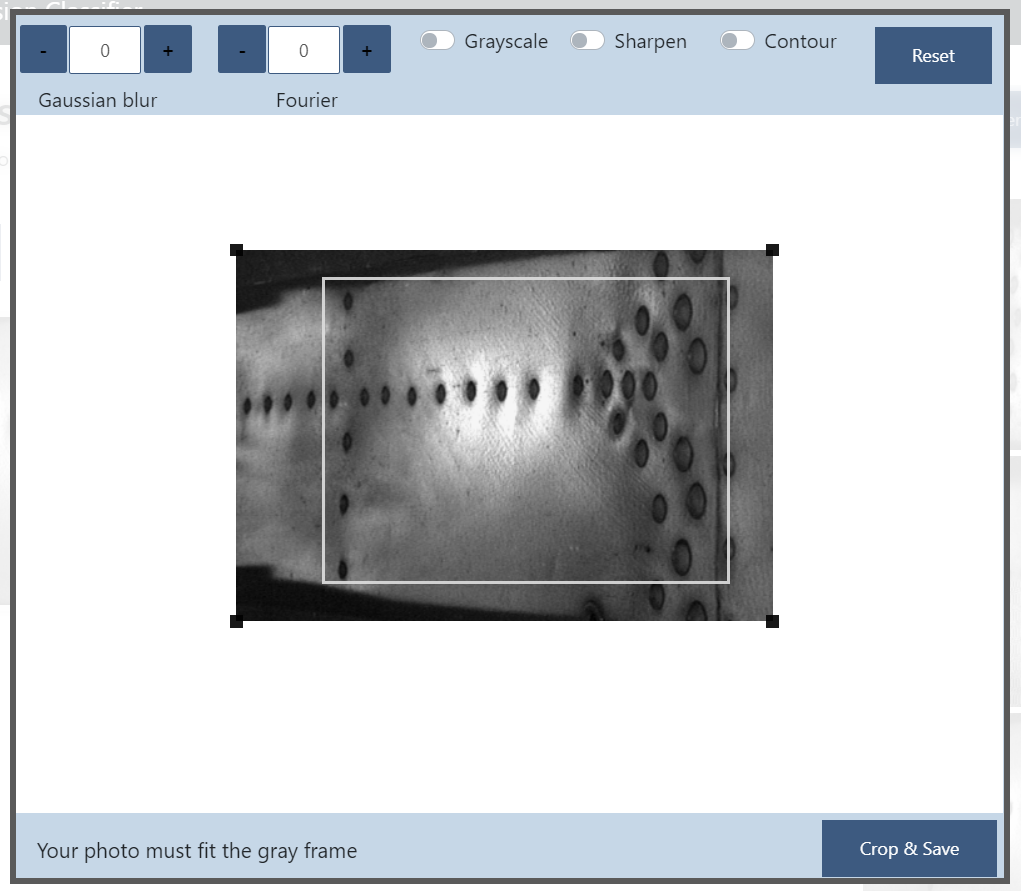 - 0 + - 0 + Grayscale Sharpen Contour Reset
Gaussian blur Fourier
Your photo must fit the gray frame Crop & Save